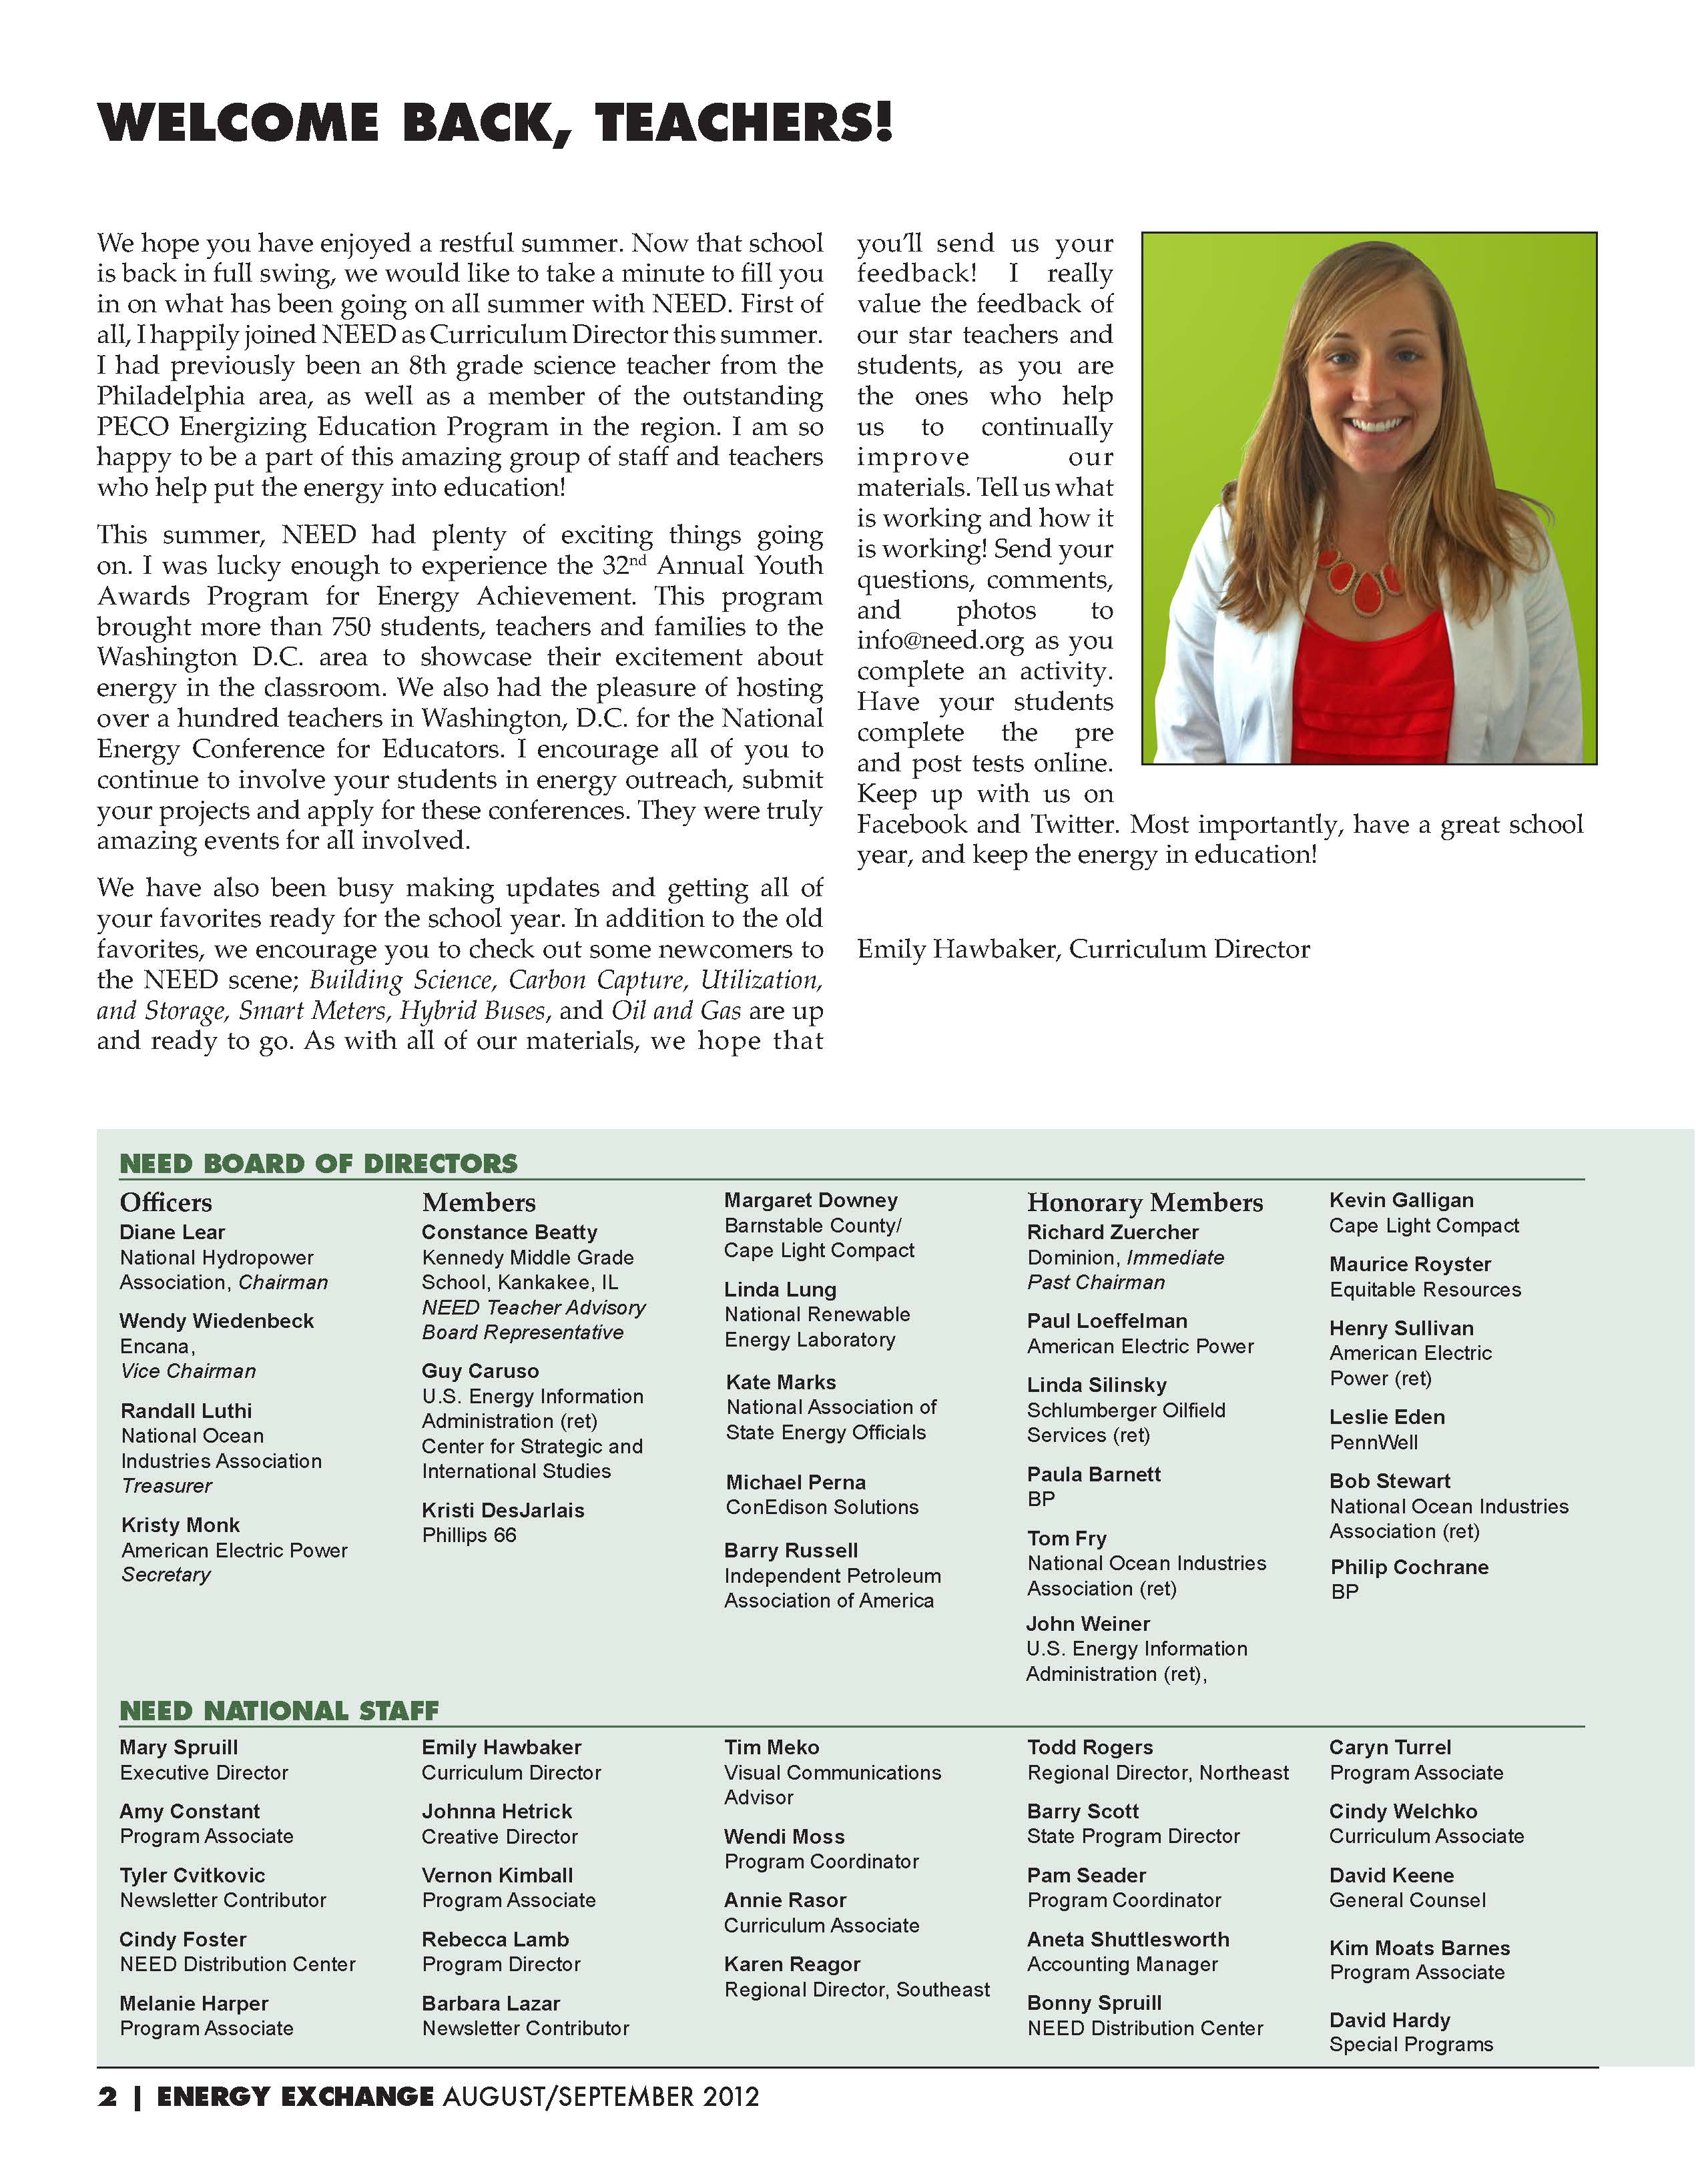 WELCOME BACK, TEACHERS!
We hope you have enjoyed a restful summer. Now that school
is back in full swing, we would like to take a minute to fill you
in on what has been going on all summer with NEED. First of
all, I happily joined NEED as Curriculum Director this summer.
I had previously been an 8th grade science teacher from the
Philadelphia area, as well as a member of the outstanding
PECO Energizing Education Program in the region. I am so
happy to be a part of this amazing group of staff and teachers
who help put the energy into education!
This summer, NEED had plenty of exciting things going
on. I was lucky enough to experience the 32nd Annual Youth
Awards Program for Energy Achievement. This program
brought more than 750 students, teachers and families to the
Washington D.C. area to showcase their excitement about
energy in the classroom. We also had the pleasure of hosting
over a hundred teachers in Washington, D.C. for the National
Energy Conference for Educators. I encourage all of you to
continue to involve your students in energy outreach, submit
your projects and apply for these conferences. They were truly
amazing events for all involved.
We have also been busy making updates and getting all of
your favorites ready for the school year. In addition to the old
favorites, we encourage you to check out some newcomers to
the NEED scene; Building Science, Carbon Capture, Utilization,
and Storage, Smart Meters, Hybrid Buses, and Oil and Gas are up
and ready to go. As with all of our materials, we hope that
you'll send us your
feedback! I really
value the feedback of
our star teachers and
students, as you are
the ones who help
us to continually
improve our
materials. Tell us what
is working and how it
is working! Send your
questions, comments,
and photos to
info@need.org as you
complete an activity.
Have your students
complete the pre
and post tests online.
Keep up with us on
Facebook and Twitter. Most importantly, have a great school
year, and keep the energy in education!
Emily Hawbaker, Curriculum Director
NEED BOARD OF DIRECTORS
Officers
Diane Lear
National Hydropower
Association, Chairman
Wendy Wiedenbeck
Encana,
Vice Chairman
Randall Luthi
National Ocean
Industries Association
Treasurer
Kristy Monk
American Electric Power
Secretary
Members
Constance Beatty
Kennedy Middle Grade
School, Kankakee, IL
NEED Teacher Advisory
Board Representative
Guy Caruso
U.S. Energy Information
Administration (ret)
Center for Strategic and
International Studies
Kristi DesJarlais
Phillips 66
Margaret Downey
Barnstable County/
Cape Light Compact
Linda Lung
National Renewable
Energy Laboratory
Kate Marks
National Association of
State Energy Officials
Michael Perna
ConEdison Solutions
Barry Russell
Independent Petroleum
Association of America
Honorary Members
Richard Zuercher
Dominion, Immediate
Past Chairman
Paul Loeffelman
American Electric Power
Linda Silinsky
Schlumberger Oilfield
Services (ret)
Paula Barnett
BP
Tom Fry
National Ocean Industries
Association (ret)
John Weiner
U.S. Energy Information
Administration (ret),
Kevin Galligan
Cape Light Compact
Maurice Royster
Equitable Resources
Henry Sullivan
American Electric
Power (ret)
Leslie Eden
PennWell
Bob Stewart
National Ocean Industries
Association (ret)
Philip Cochrane
BP
NEED NATIONAL STAFF
Mary Spruill
Executive Director
Amy Constant
Program Associate
Tyler Cvitkovic
Newsletter Contributor
Cindy Foster
NEED Distribution Center
Melanie Harper
Program Associate
Emily Hawbaker
Curriculum Director
Johnna Hetrick
Creative Director
Vernon Kimball
Program Associate
Rebecca Lamb
Program Director
Barbara Lazar
Newsletter Contributor
Tim Meko
Visual Communications
Advisor
Wendi Moss
Program Coordinator
Annie Rasor
Curriculum Associate
Karen Reagor
Regional Director, Southeast
Todd Rogers
Regional Director, Northeast
Barry Scott
State Program Director
Pam Seader
Program Coordinator
Aneta Shuttlesworth
Accounting Manager
Bonny Spruill
NEED Distribution Center
Caryn Turrel
Program Associate
Cindy Welchko
Curriculum Associate
David Keene
General Counsel
Kim Moats Barnes
Program Associate
David Hardy
Special Programs
2 | ENERGY EXCHANGE AUGUST/SEPTEMBER 2012